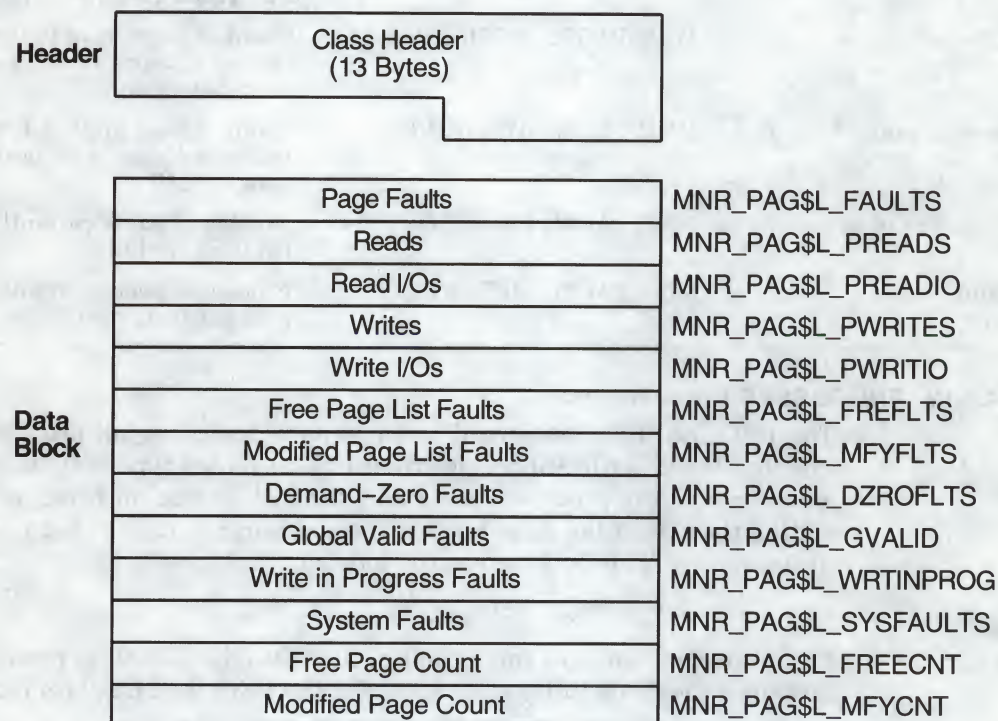 Header
Class Header
(13 Bytes)
Page Faults MNR_PAG$L_FAULTS
Reads MNR_PAG$L_PREADS
Read I/Os MNR_PAG$L_PREADIO
Writes MNR_PAG$L_PWRITES
Write I/Os MNR_PAG$L_PWRITIO
Data
Block
Free Page List Faults MNR_PAG$L_FREFLTS
Modified Page List Faults MNR_PAG$L_MFYFLTS
Demand–Zero Faults MNR_PAG$L_DZROFLTS
Global Valid Faults MNR_PAG$L_GVALID
Write in Progress Faults MNR_PAG$L_WRTINPROG
System Faults MNR_PAG$L_SYSFAULTS
Free Page Count MNR_PAG$L_FREECNT
Modified Page Count MNR_PAG$L_MFYCNT